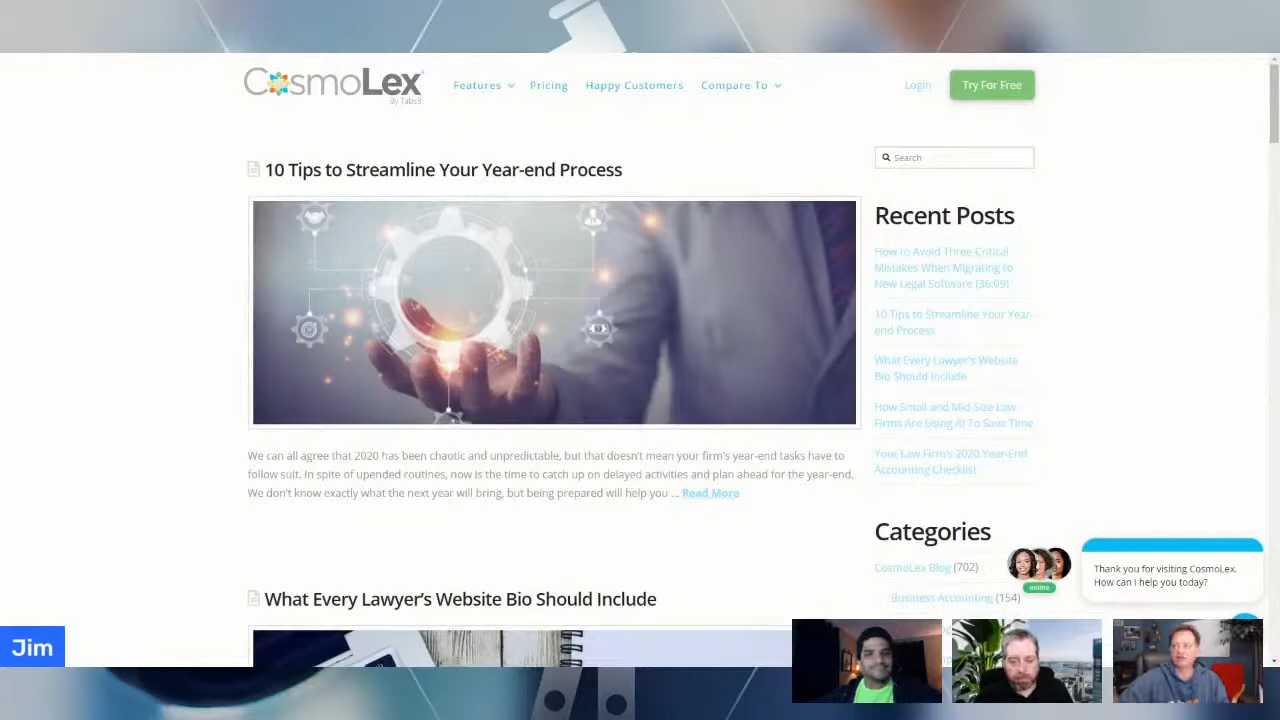 CosmoLex
By Tabs3
Features
Pricing
Happy Customers
Compare To
Login
Try For Free
10 Tips to Streamline Your Year-end Process
Search
Recent Posts
How to Avoid Three Critical
Mistakes When Migrating to
New Legal Software [36:09]
10 Tips to Streamline Your Year-
end Process
What Every Lawyer's Website
Bio Should Include
How Small and Mid-Size Law
Firms Are Using AI To Save Time
Your Law Firm's 2020 Year-End
Accounting Checklist
We can all agree that 2020 has been chaotic and unpredictable, but that doesn't mean your firm's year-end tasks have to
follow suit. In spite of upended routines, now is the time to catch up on delayed activities and plan ahead for the year-end.
We don't know exactly what the next year will bring, but being prepared will help you ... Read More
Categories
CosmoLex Blog (702)
Business Accounting (154)
online
Thank you for visiting CosmoLex.
How can I help you today?
What Every Lawyer's Website Bio Should Include
Jim